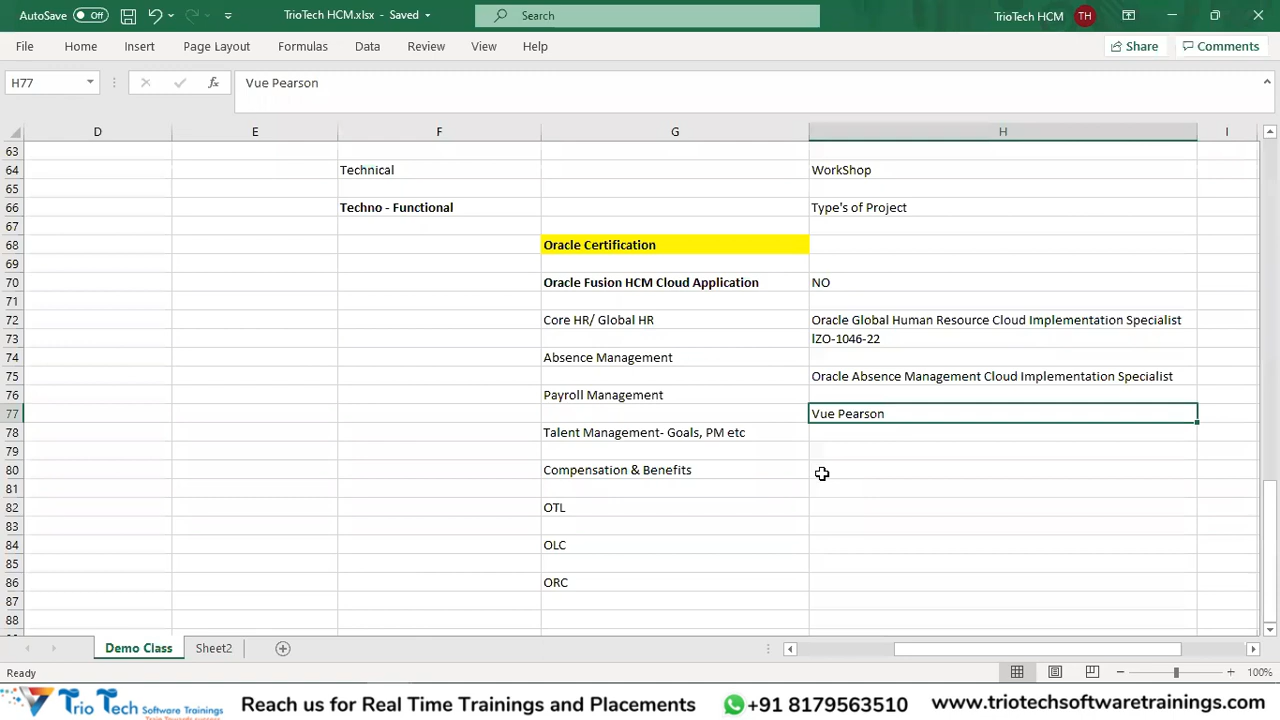 AutoSave Off TrioTech HCM.xlsx - Saved Search TrioTech HCM TH
File Home Insert Page Layout Formulas Data Review View Help Share Comments
H77 fx Vue Pearson
D E F G H I
63
64 Technical WorkShop
65
66 Techno - Functional Type's of Project
67
68 Oracle Certification
69
70 Oracle Fusion HCM Cloud Application NO
71
72 Core HR/ Global HR Oracle Global Human Resource Cloud Implementation Specialist
73 IZO-1046-22
74 Absence Management
75 Oracle Absence Management Cloud Implementation Specialist
76 Payroll Management
77 Vue Pearson
78 Talent Management- Goals, PM etc
79
80 Compensation & Benefits
81
82 OTL
83
84 OLC
85
86 ORC
87
88
Demo Class Sheet2
Ready 100%
Trio Tech Software Trainings Reach us for Real Time Trainings and Placements +91 8179563510 www.triotechsoftwaretrainings.com